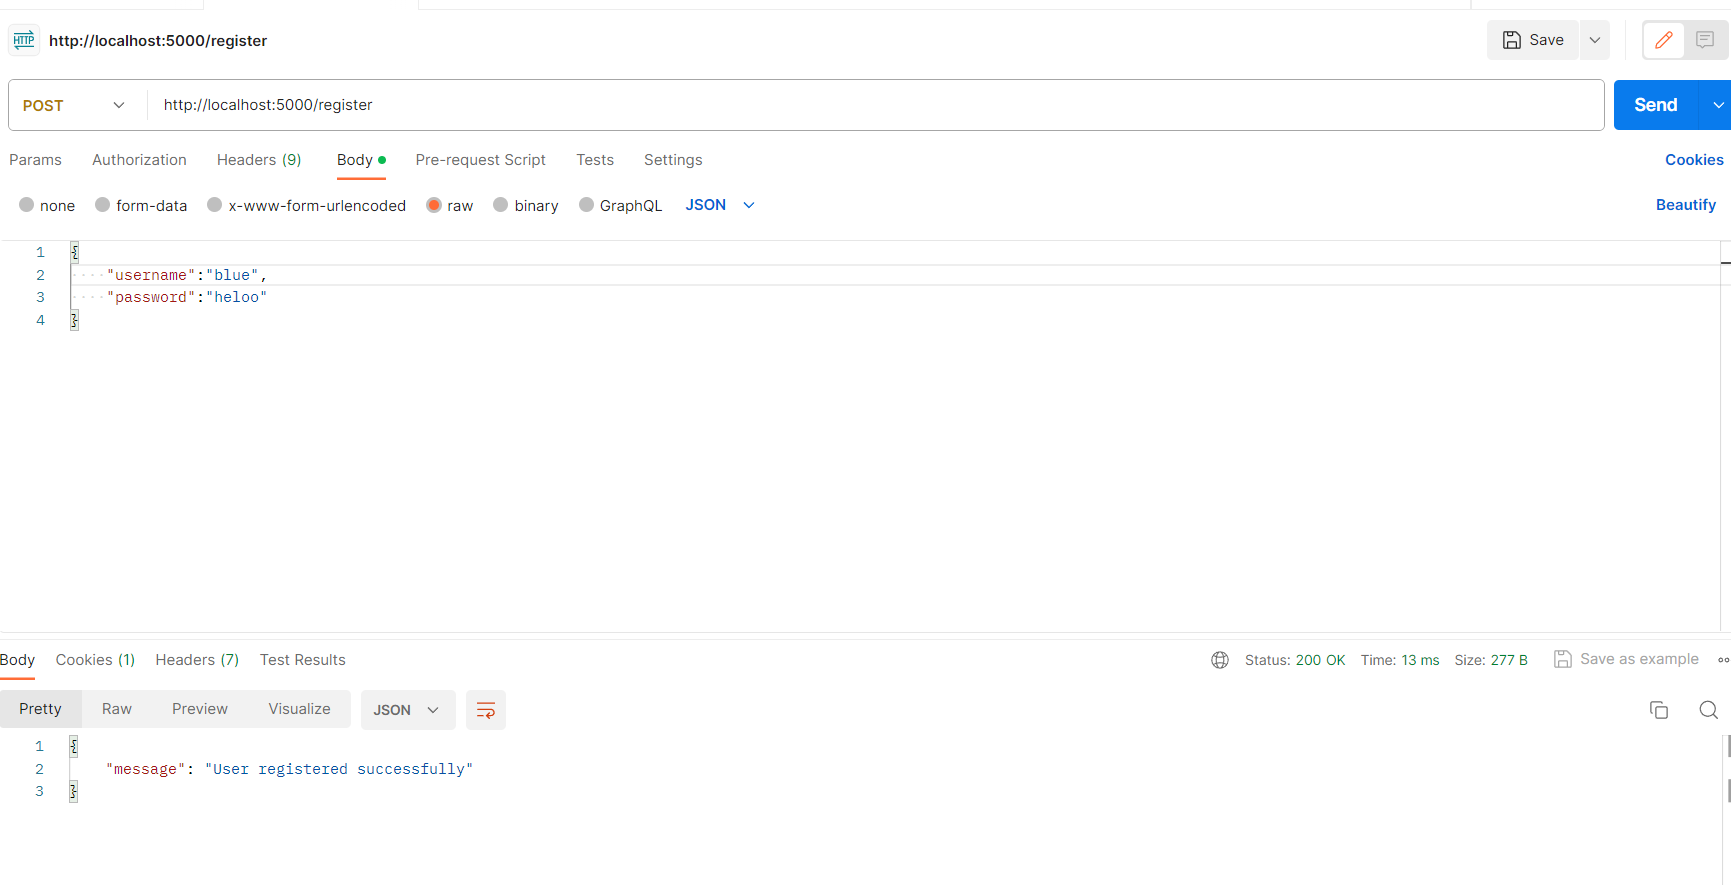 HTTP http://localhost:5000/register Save
POST http://localhost:5000/register Send
Params Authorization Headers (9) Body Pre-request Script Tests Settings Cookies
none form-data x-www-form-urlencoded raw binary GraphQL JSON Beautify
1 {
2 ····"username":"blue",
3 ····"password":"heloo"
4 }
Body Cookies (1) Headers (7) Test Results Status: 200 OK Time: 13 ms Size: 277 B Save as example
Pretty Raw Preview Visualize JSON
1 {
2 "message": "User registered successfully"
3 }